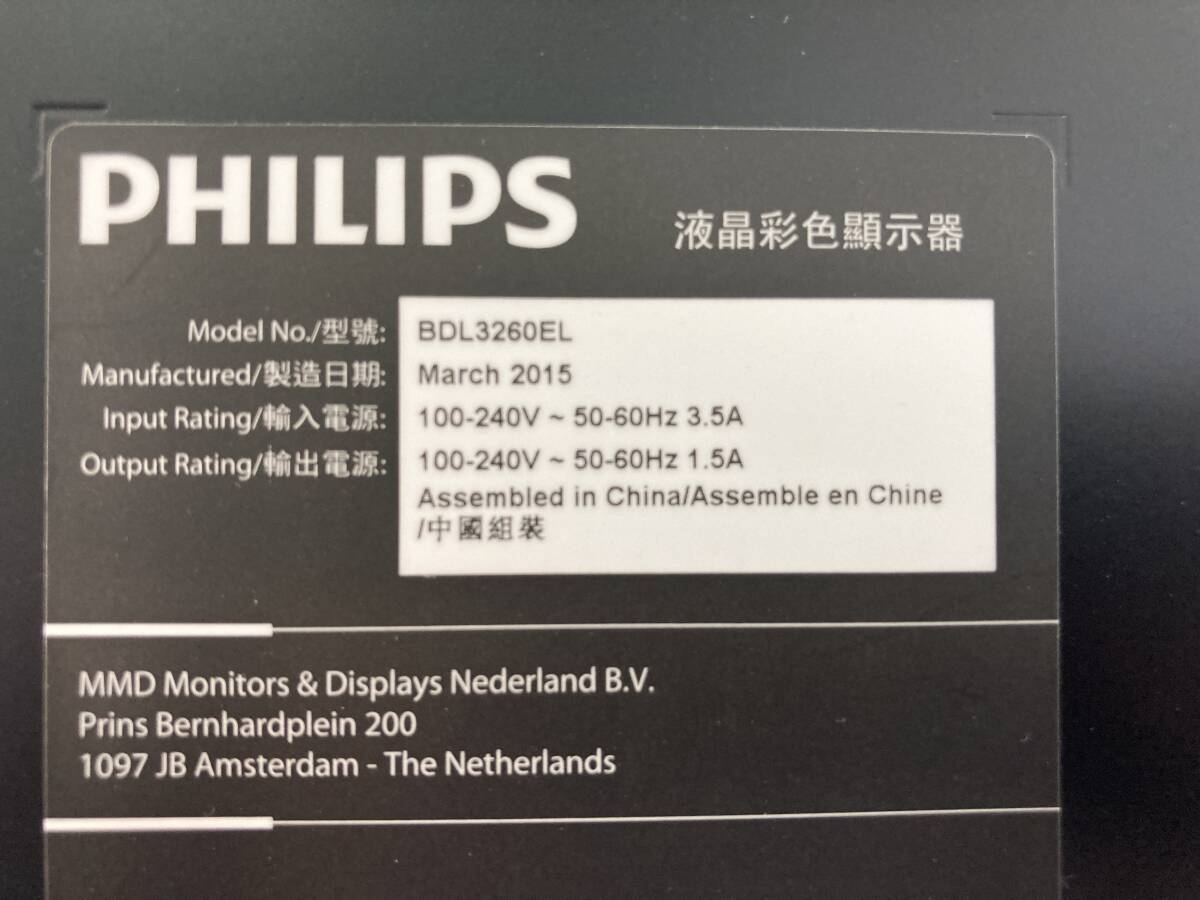 PHILIPS
液晶彩色顯示器
Model No./型號: BDL3260EL
Manufactured/製造日期: March 2015
Input Rating/輸入電源: 100-240V ~ 50-60Hz 3.5A
Output Rating/輸出電源: 100-240V ~ 50-60Hz 1.5A
Assembled in China/Assemble en Chine
/中國組裝
MMD Monitors & Displays Nederland B.V.
Prins Bernhardplein 200
1097 JB Amsterdam - The Netherlands